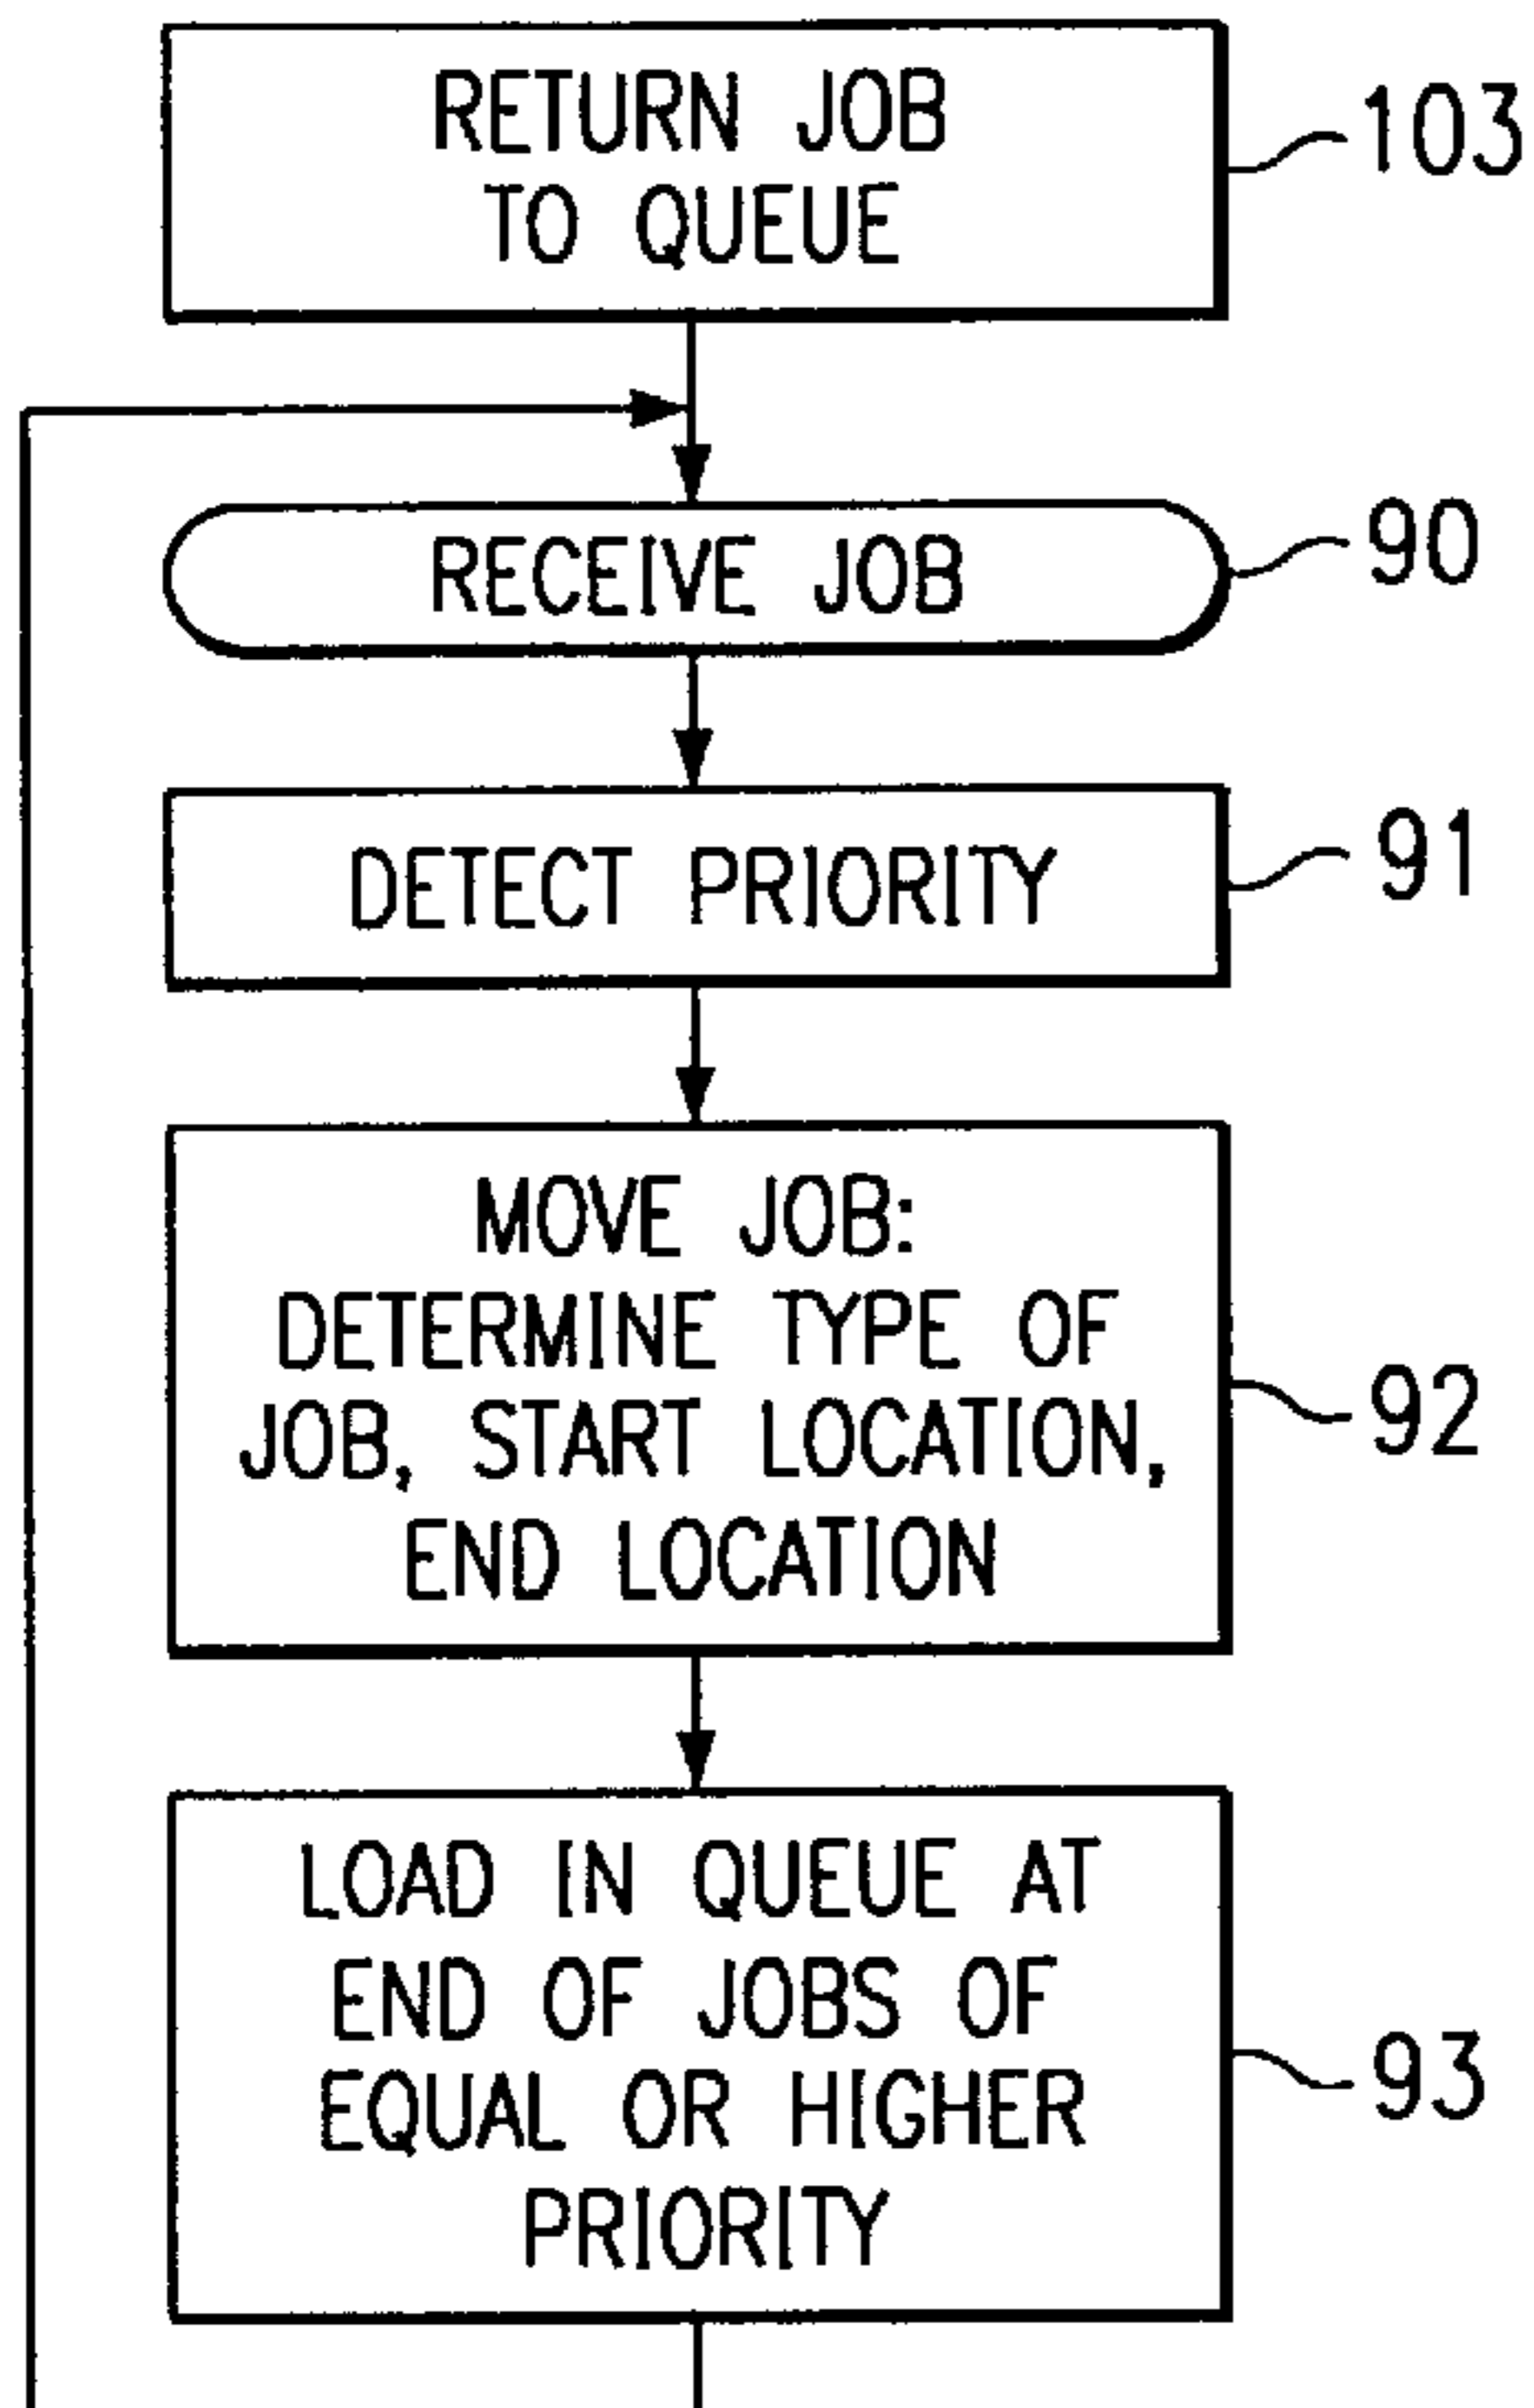 RETURN JOB
TO QUEUE
103
RECEIVE JOB
90
DETECT PRIORITY
91
MOVE JOB:
DETERMINE TYPE OF
JOB, START LOCATION,
END LOCATION
92
LOAD IN QUEUE AT
END OF JOBS OF
EQUAL OR HIGHER
PRIORITY
93